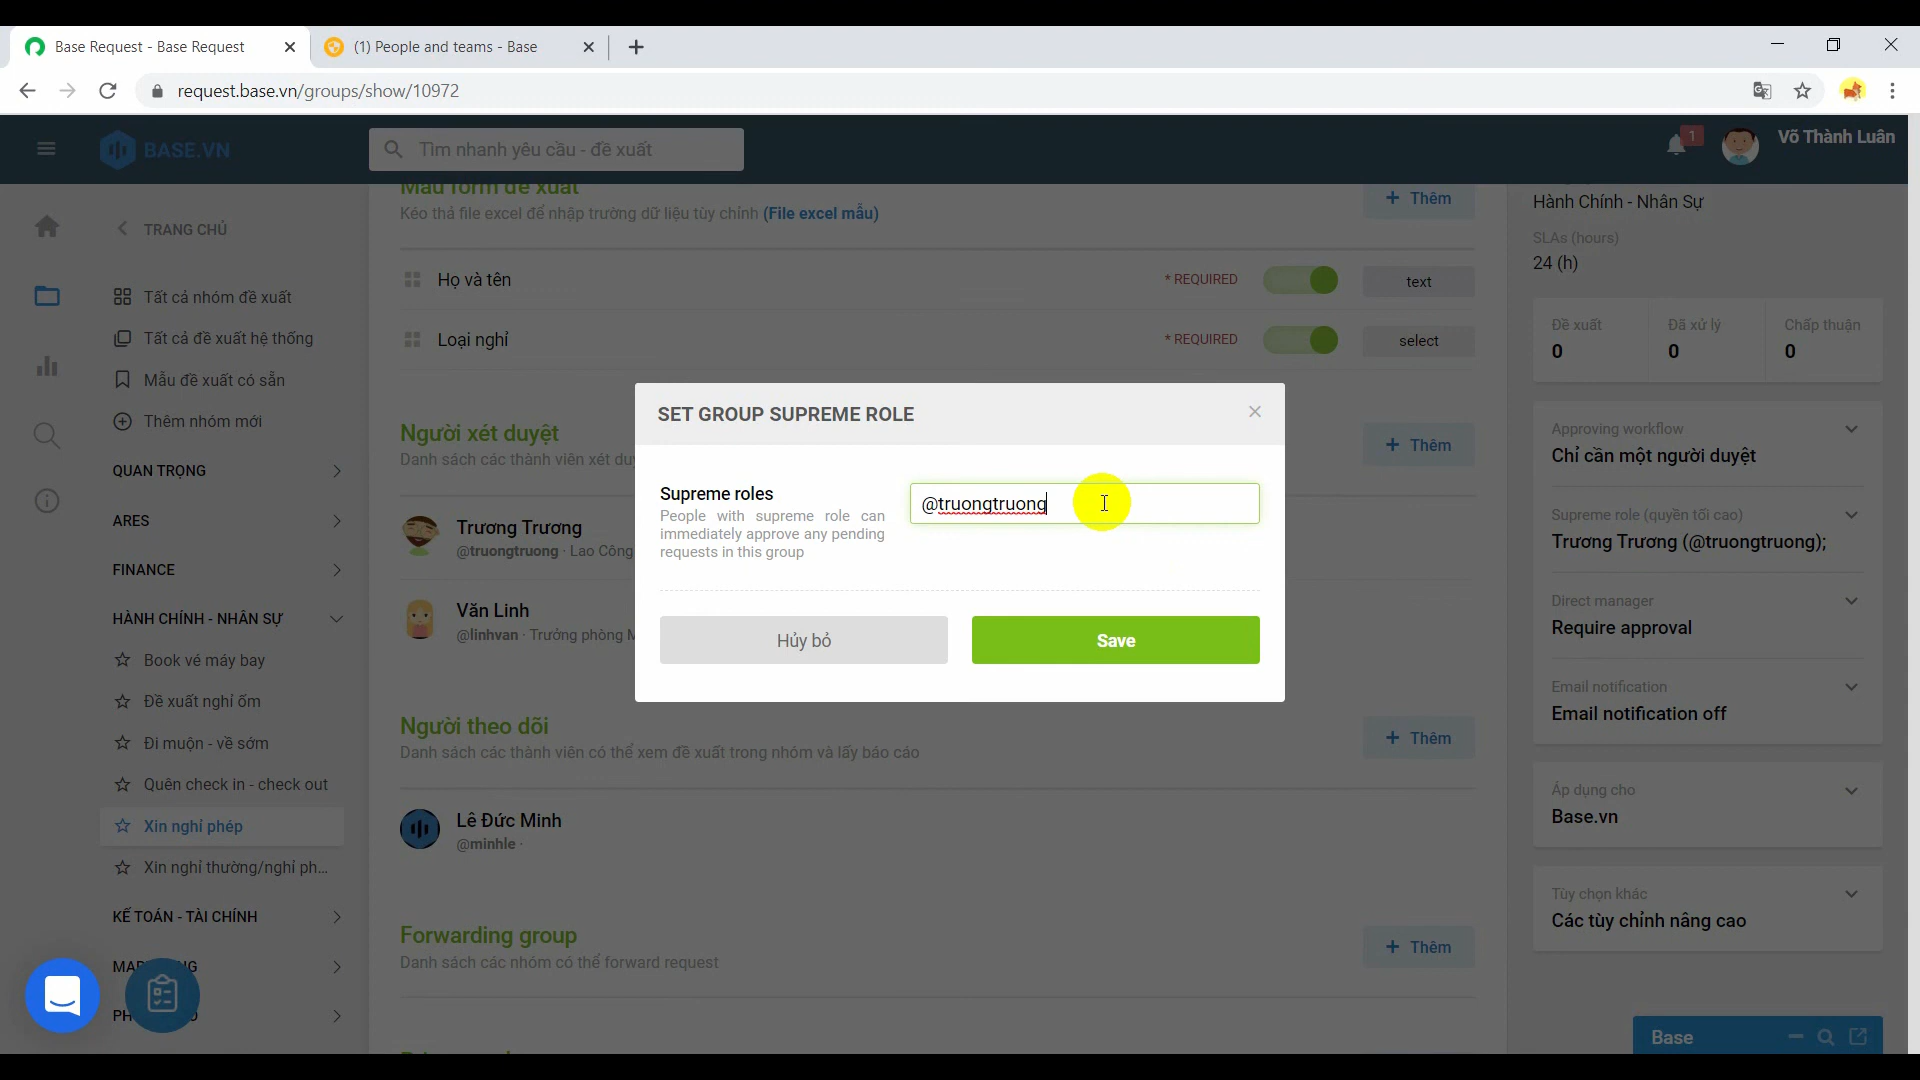 Base Request - Base Request
(1) People and teams - Base
request.base.vn/groups/show/10972
BASE.VN
Tìm nhanh yêu cầu - đề xuất
1
Võ Thành Luân
TRANG CHỦ
Tất cả nhóm đề xuất
Tất cả đề xuất hệ thống
Mẫu đề xuất có sẵn
Thêm nhóm mới
QUAN TRỌNG
ARES
FINANCE
HÀNH CHÍNH - NHÂN SỰ
Book vé máy bay
Đề xuất nghỉ ốm
Đi muộn - về sớm
Quên check in - check out
Xin nghỉ phép
Xin nghỉ thường/nghỉ ph...
KẾ TOÁN - TÀI CHÍNH
Mẫu form đề xuất
Kéo thả file excel để nhập trường dữ liệu tùy chỉnh (File excel mẫu)
+ Thêm
Họ và tên
* REQUIRED
text
Loại nghỉ
* REQUIRED
select
Người xét duyệt
Danh sách các thành viên xét du
+ Thêm
Trương Trương
@truongtruong · Lao Công
Văn Linh
@linhvan · Trưởng phòng M
Người theo dõi
Danh sách các thành viên có thể xem đề xuất trong nhóm và lấy báo cáo
+ Thêm
Lê Đức Minh
@minhle ·
Forwarding group
Danh sách các nhóm có thể forward request
+ Thêm
SET GROUP SUPREME ROLE
Supreme roles
People with supreme role can
immediately approve any pending
requests in this group
@truongtruong
Hủy bỏ
Save
Hành Chính - Nhân Sự
SLAs (hours)
24 (h)
Đề xuất
0
Đã xử lý
0
Chấp thuận
0
Approving workflow
Chỉ cần một người duyệt
Supreme role (quyền tối cao)
Trương Trương (@truongtruong);
Direct manager
Require approval
Email notification
Email notification off
Áp dụng cho
Base.vn
Tùy chọn khác
Các tùy chỉnh nâng cao
Base